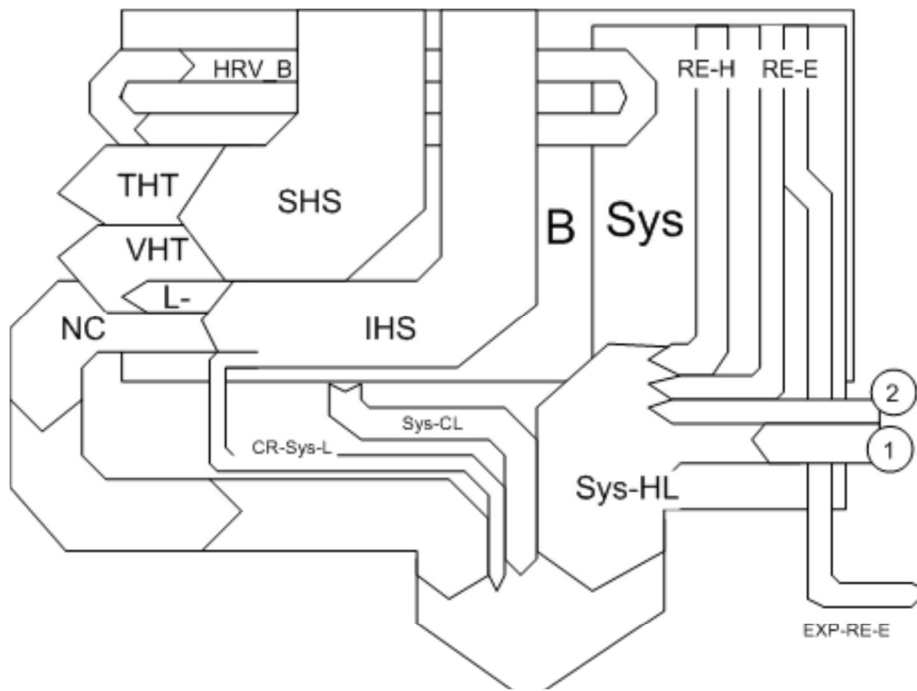 HRV_B
RE-H
RE-E
THT
SHS
B
Sys
VHT
L-
NC
IHS
2
Sys-CL
CR-Sys-L
1
Sys-HL
EXP-RE-E